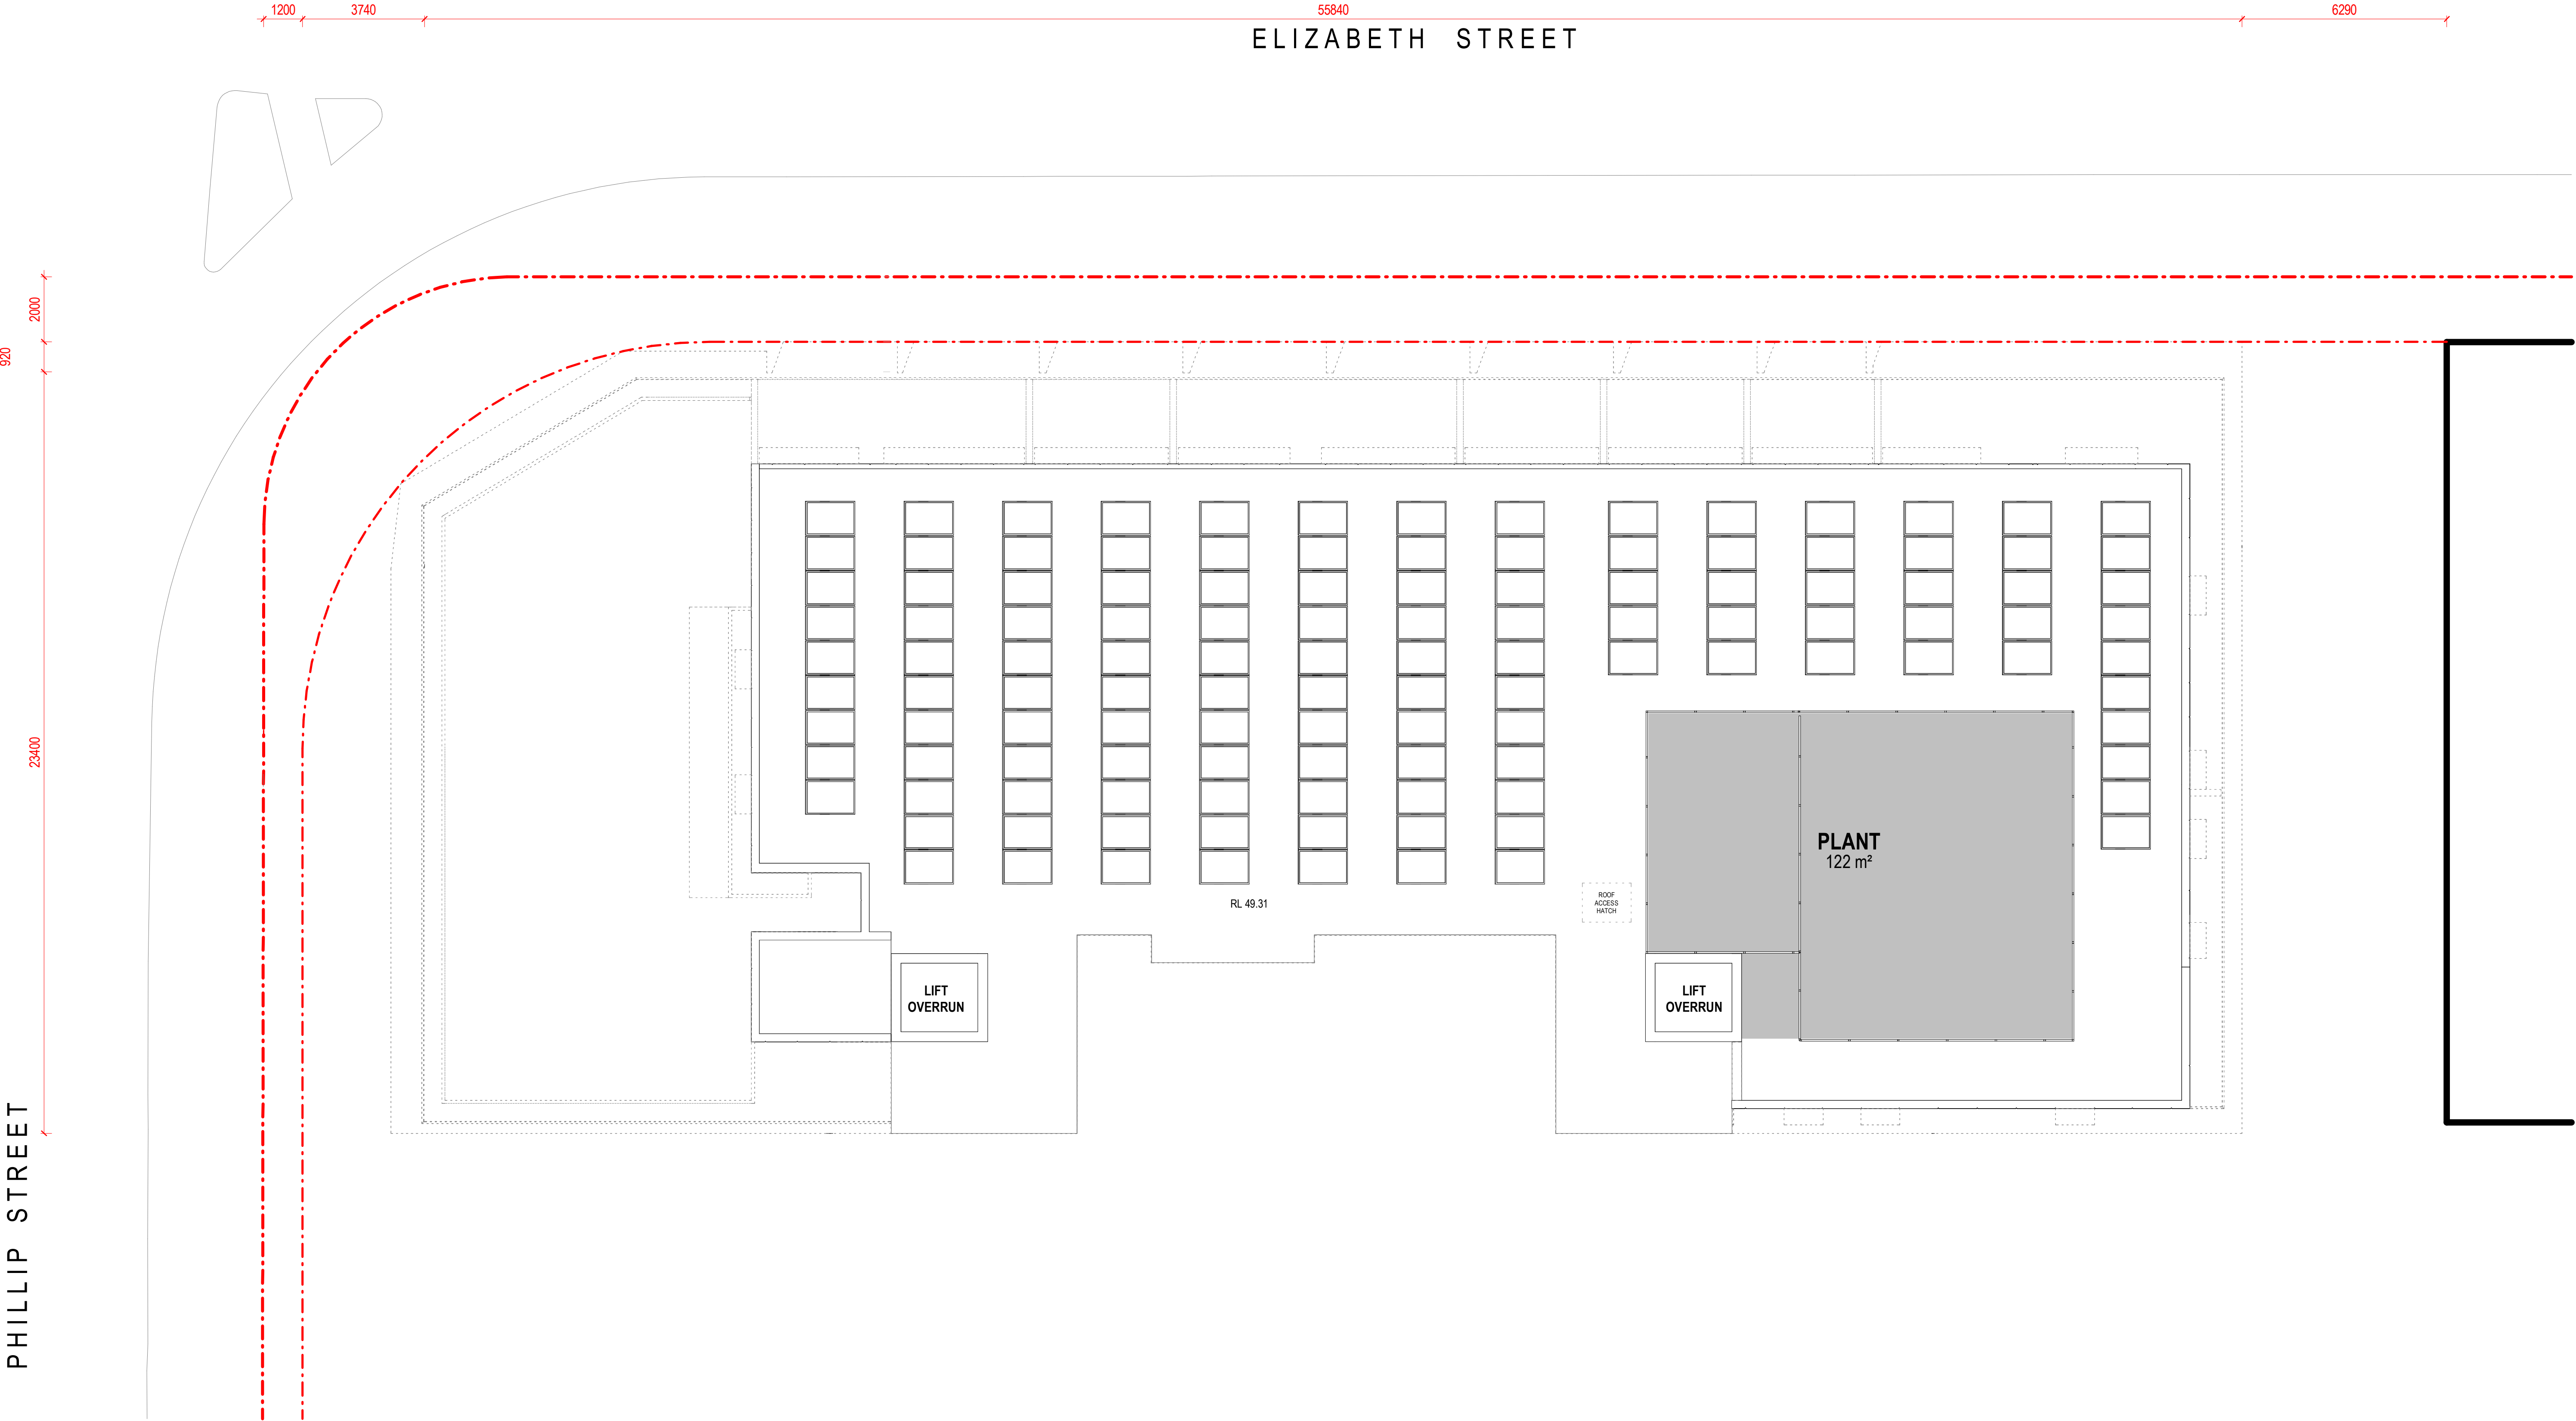 1200
3740
55840
6290
ELIZABETH STREET
2000
920
23400
PHILLIP STREET
PLANT
122 m²
RL 49.31
ROOF
ACCESS
HATCH
LIFT
OVERRUN
LIFT
OVERRUN